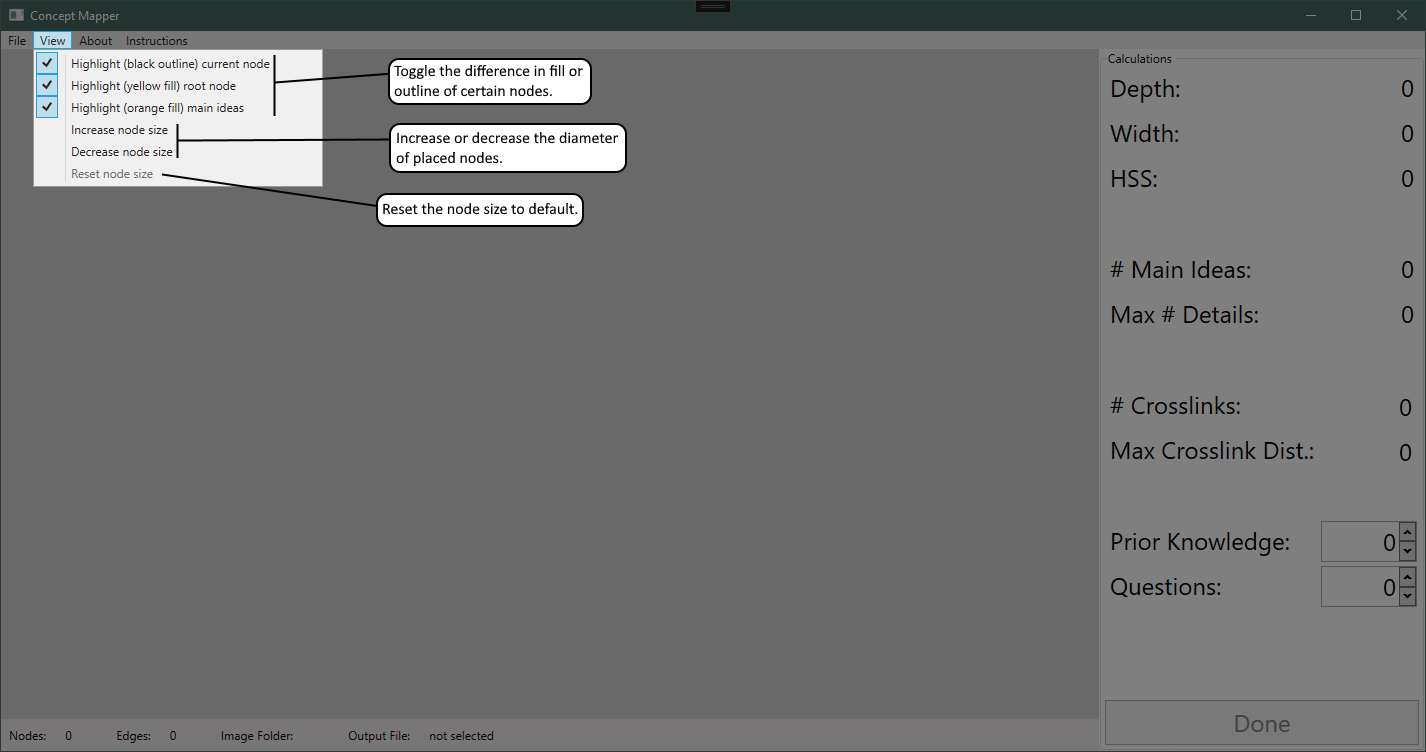 Concept Mapper
File View About Instructions
Highlight (black outline) current node
Highlight (yellow fill) root node
Highlight (orange fill) main ideas
Increase node size
Decrease node size
Reset node size
Toggle the difference in fill or
outline of certain nodes.
Increase or decrease the diameter
of placed nodes.
Reset the node size to default.
Calculations
Depth: 0
Width: 0
HSS: 0
# Main Ideas: 0
Max # Details: 0
# Crosslinks: 0
Max Crosslink Dist.: 0
Prior Knowledge: 0
Questions: 0
Done
Nodes: 0 Edges: 0 Image Folder: Output File: not selected